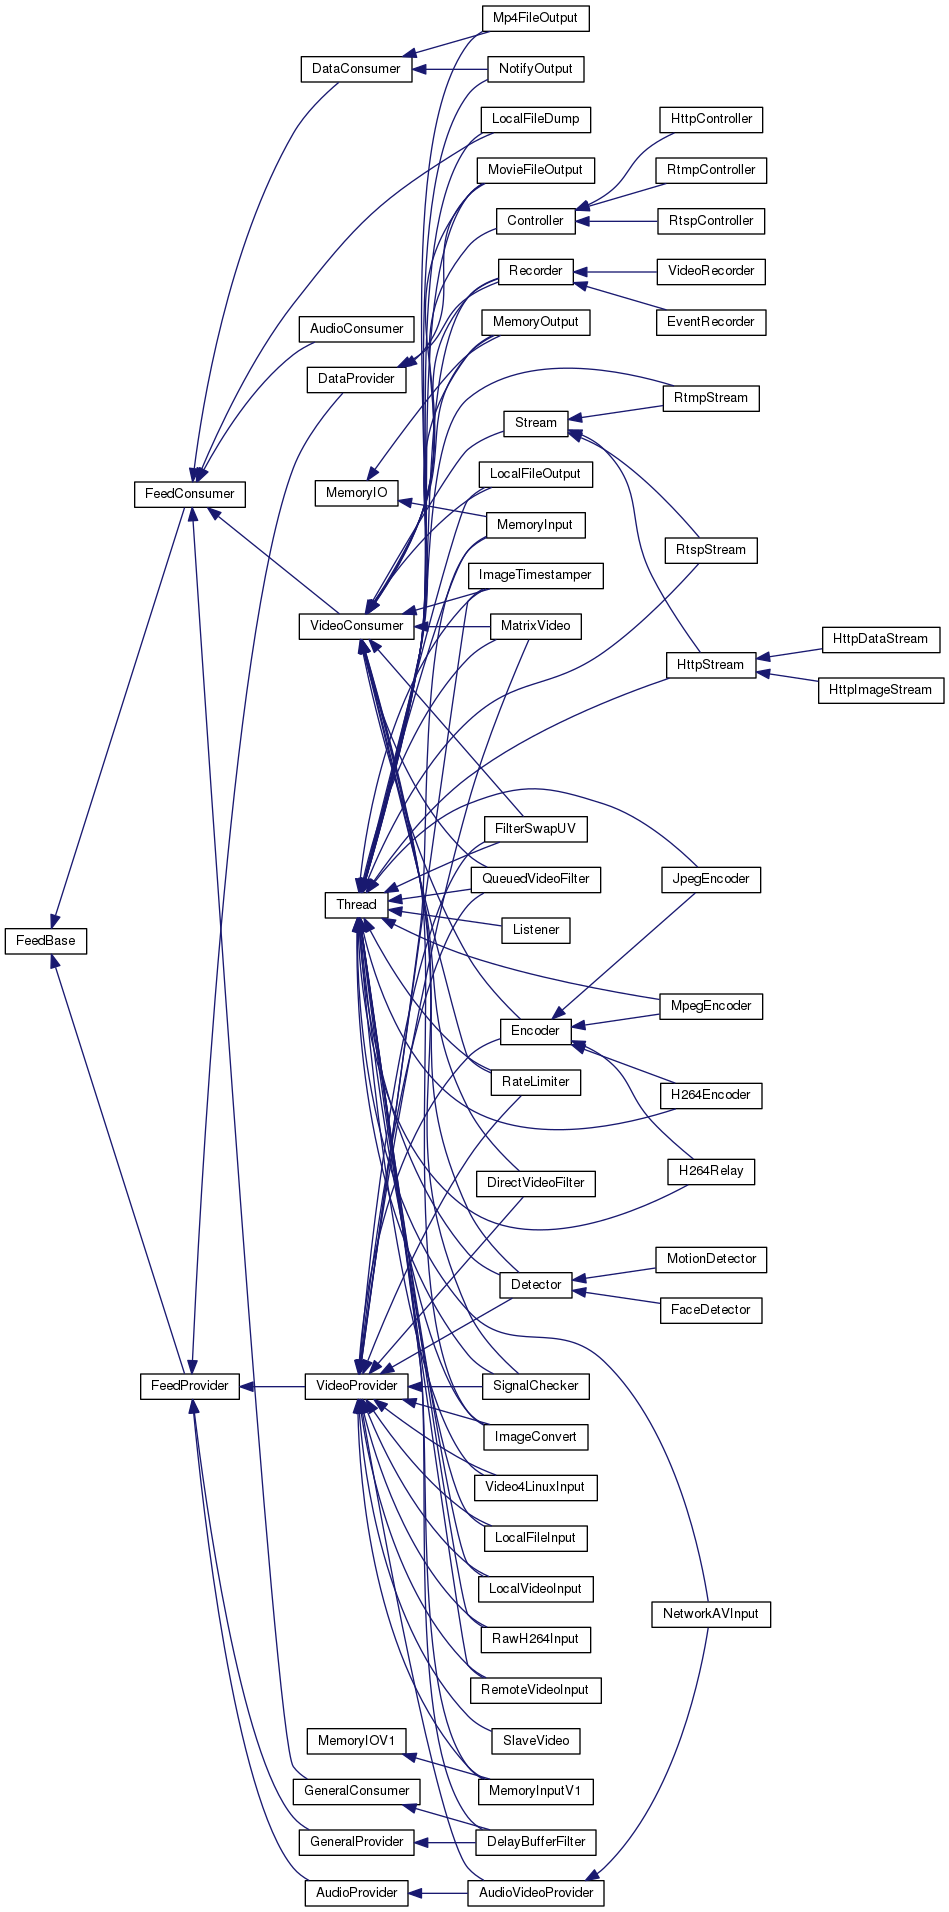 Mp4FileOutput
DataConsumer
NotifyOutput
LocalFileDump
HttpController
MovieFileOutput
RtmpController
Controller
RtspController
Recorder
VideoRecorder
AudioConsumer
MemoryOutput
EventRecorder
DataProvider
RtmpStream
Stream
LocalFileOutput
FeedConsumer
MemoryIO
MemoryInput
RtspStream
ImageTimestamper
VideoConsumer
MatrixVideo
HttpDataStream
HttpStream
HttpImageStream
FilterSwapUV
QueuedVideoFilter
JpegEncoder
Thread
Listener
FeedBase
MpegEncoder
Encoder
RateLimiter
H264Encoder
H264Relay
DirectVideoFilter
MotionDetector
Detector
FaceDetector
FeedProvider
VideoProvider
SignalChecker
ImageConvert
Video4LinuxInput
LocalFileInput
LocalVideoInput
NetworkAVInput
RawH264Input
RemoteVideoInput
MemoryIOV1
SlaveVideo
GeneralConsumer
MemoryInputV1
GeneralProvider
DelayBufferFilter
AudioProvider
AudioVideoProvider